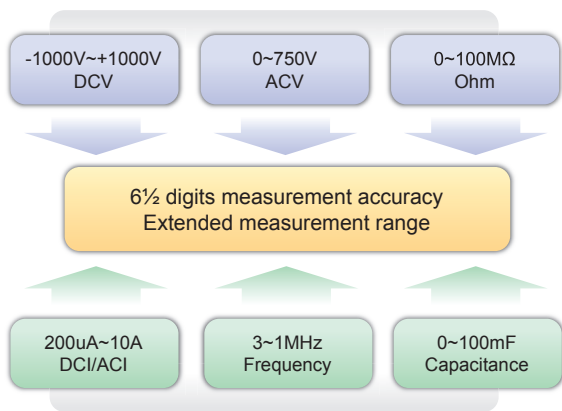 -1000V~+1000V
DCV
0~750V
ACV
0~100MΩ
Ohm
6½ digits measurement accuracy
Extended measurement range
200uA~10A
DCI/ACI
3~1MHz
Frequency
0~100mF
Capacitance